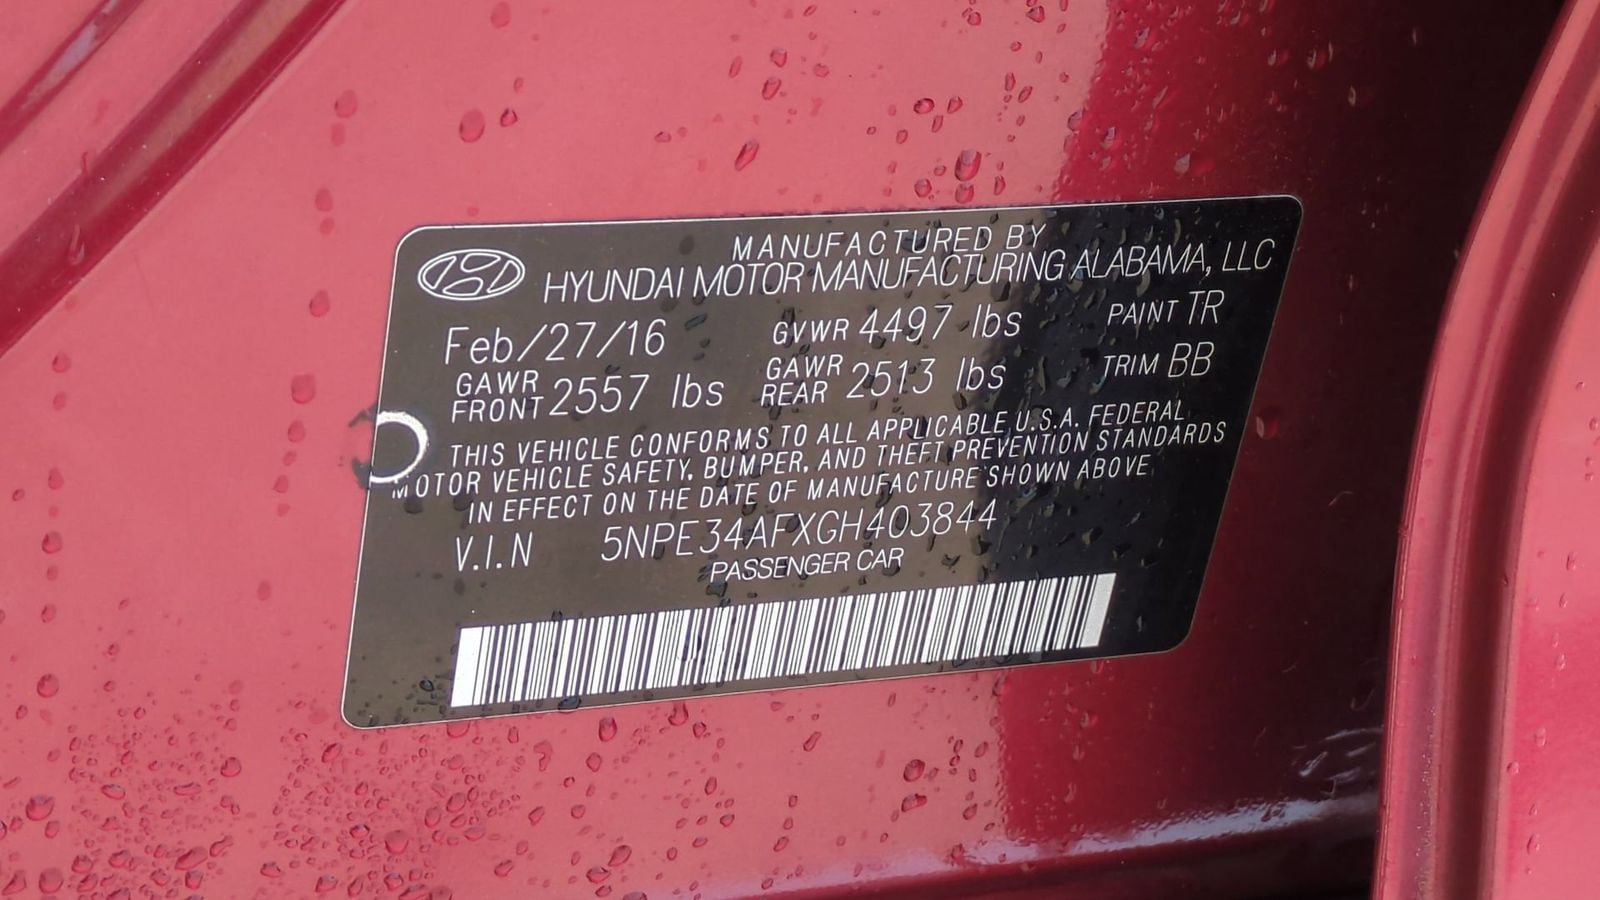 MANUFACTURED BY
HYUNDAI MOTOR MANUFACTURING ALABAMA, LLC
Feb/27/16 GVWR 4497 lbs PAINT TR
GAWR FRONT 2557 lbs GAWR REAR 2513 lbs TRIM BB
THIS VEHICLE CONFORMS TO ALL APPLICABLE U.S.A. FEDERAL
MOTOR VEHICLE SAFETY, BUMPER, AND THEFT PREVENTION STANDARDS
IN EFFECT ON THE DATE OF MANUFACTURE SHOWN ABOVE
V.I.N 5NPE34AFXGH403844
PASSENGER CAR